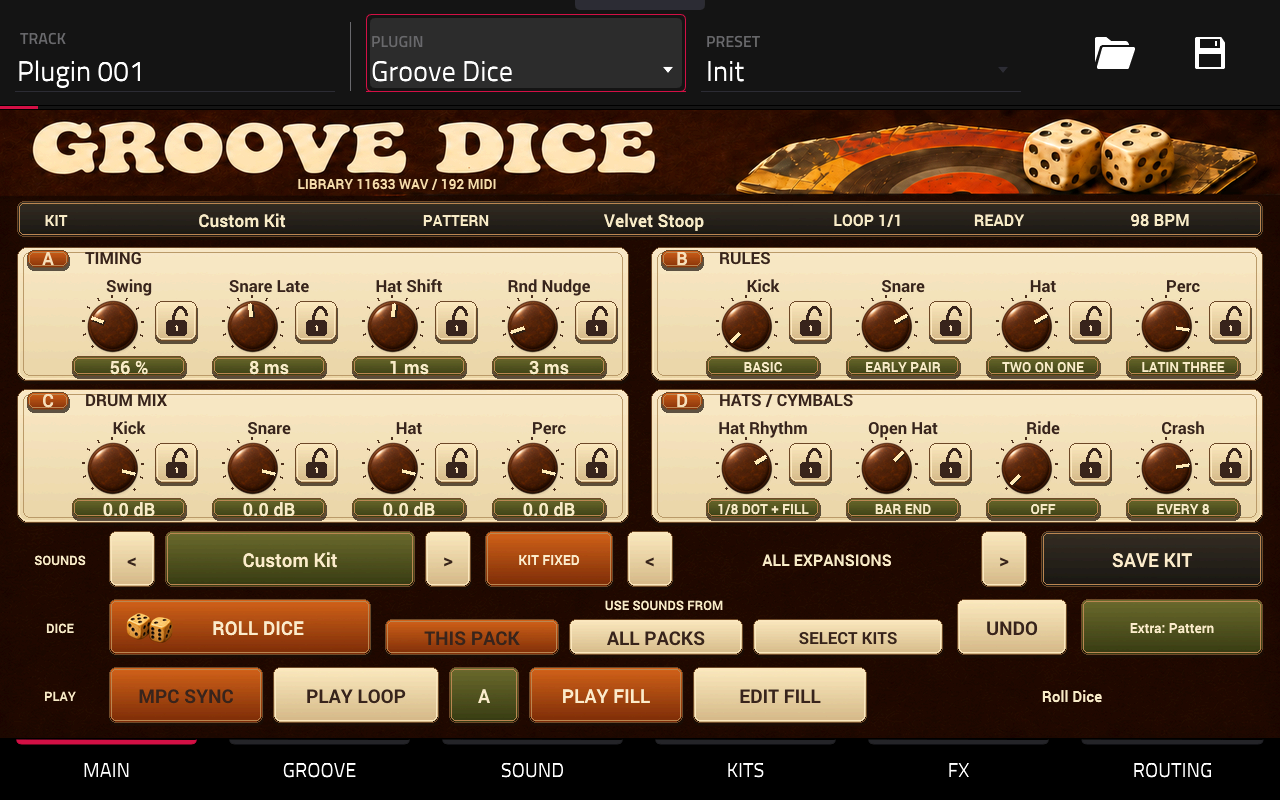 TRACK
Plugin 001
PLUGIN
Groove Dice
PRESET
Init
GROOVE DICE
LIBRARY 11633 WAV / 192 MIDI
KIT Custom Kit PATTERN Velvet Stoop LOOP 1/1 READY 98 BPM
A TIMING
Swing Snare Late Hat Shift Rnd Nudge
56 % 8 ms 1 ms 3 ms
B RULES
Kick Snare Hat Perc
BASIC EARLY PAIR TWO ON ONE LATIN THREE
C DRUM MIX
Kick Snare Hat Perc
0.0 dB 0.0 dB 0.0 dB 0.0 dB
D HATS / CYMBALS
Hat Rhythm Open Hat Ride Crash
1/8 DOT + FILL BAR END OFF EVERY 8
SOUNDS < Custom Kit > KIT FIXED < ALL EXPANSIONS > SAVE KIT
USE SOUNDS FROM
DICE ROLL DICE THIS PACK ALL PACKS SELECT KITS UNDO Extra: Pattern
PLAY MPC SYNC PLAY LOOP A PLAY FILL EDIT FILL Roll Dice
MAIN GROOVE SOUND KITS FX ROUTING